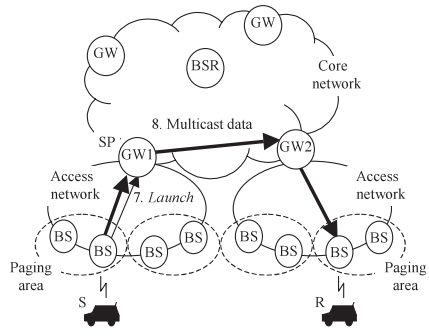 GW
GW
BSR
Core
network
8. Multicast data
SP
GW1
GW2
Access
network
7. Launch
Access
network
BS
BS
BS
BS
BS
BS
BS
BS
Paging
area
Paging
area
S
R